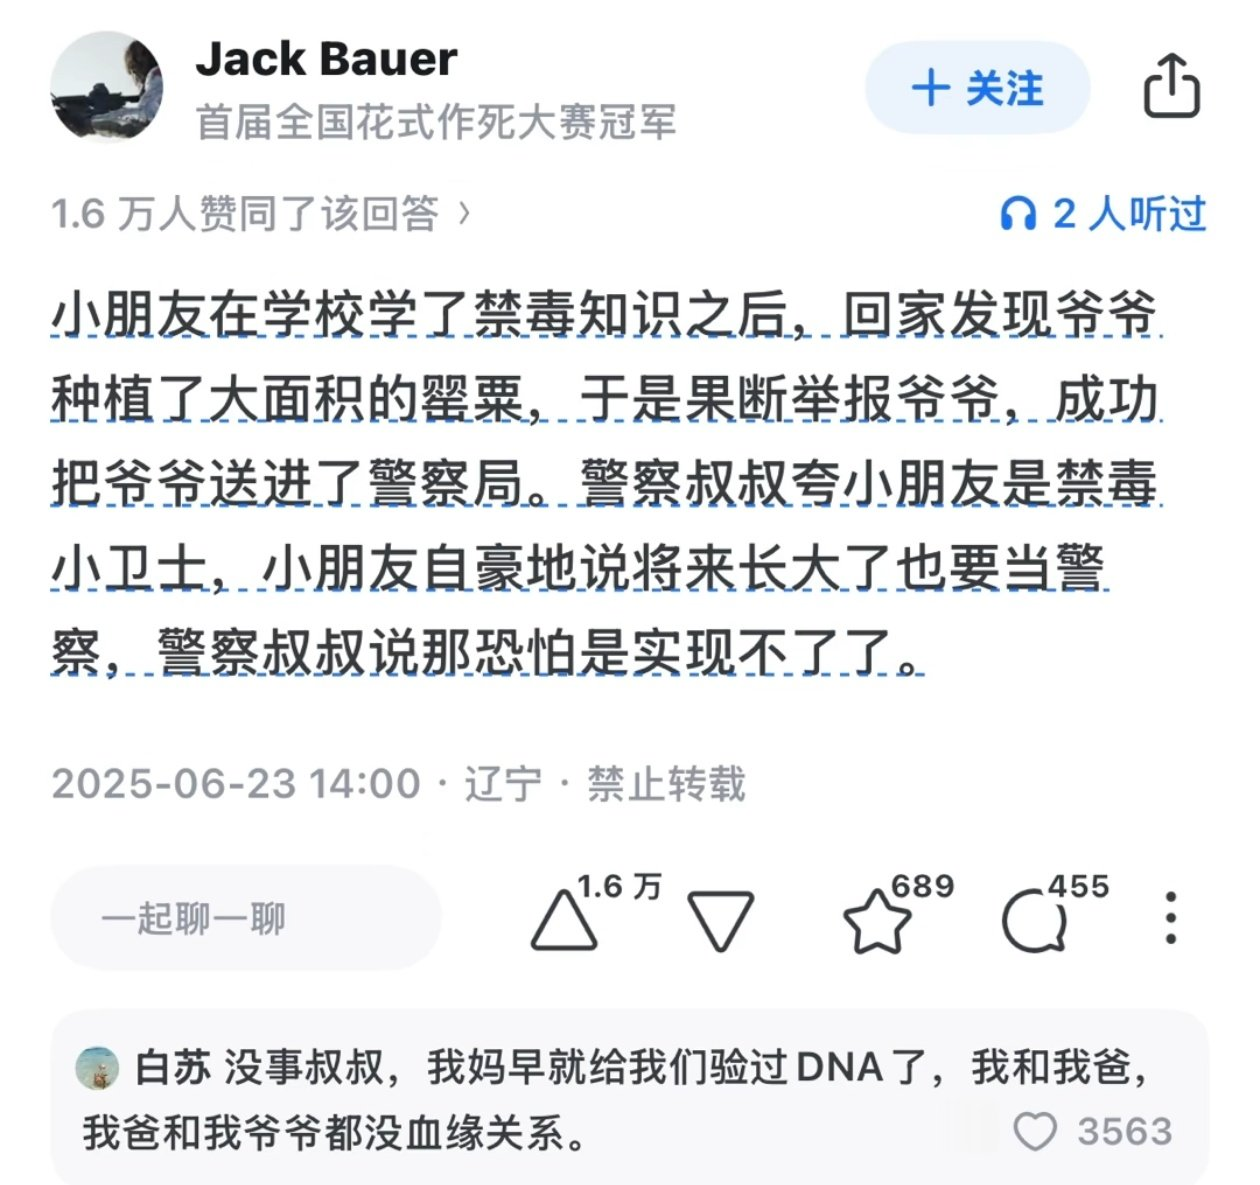 Jack Bauer
首届全国花式作死大赛冠军
+ 关注
1.6 万人赞同了该回答 ›
2 人听过
小朋友在学校学了禁毒知识之后，回家发现爷爷
种植了大面积的罂粟，于是果断举报爷爷，成功
把爷爷送进了警察局。警察叔叔夸小朋友是禁毒
小卫士，小朋友自豪地说将来长大了也要当警
察，警察叔叔说那恐怕是实现不了了。
2025-06-23 14:00 · 辽宁 · 禁止转载
一起聊一聊
1.6 万
689
455
白苏 没事叔叔，我妈早就给我们验过DNA了，我和我爸，
我爸和我爷爷都没血缘关系。
3563